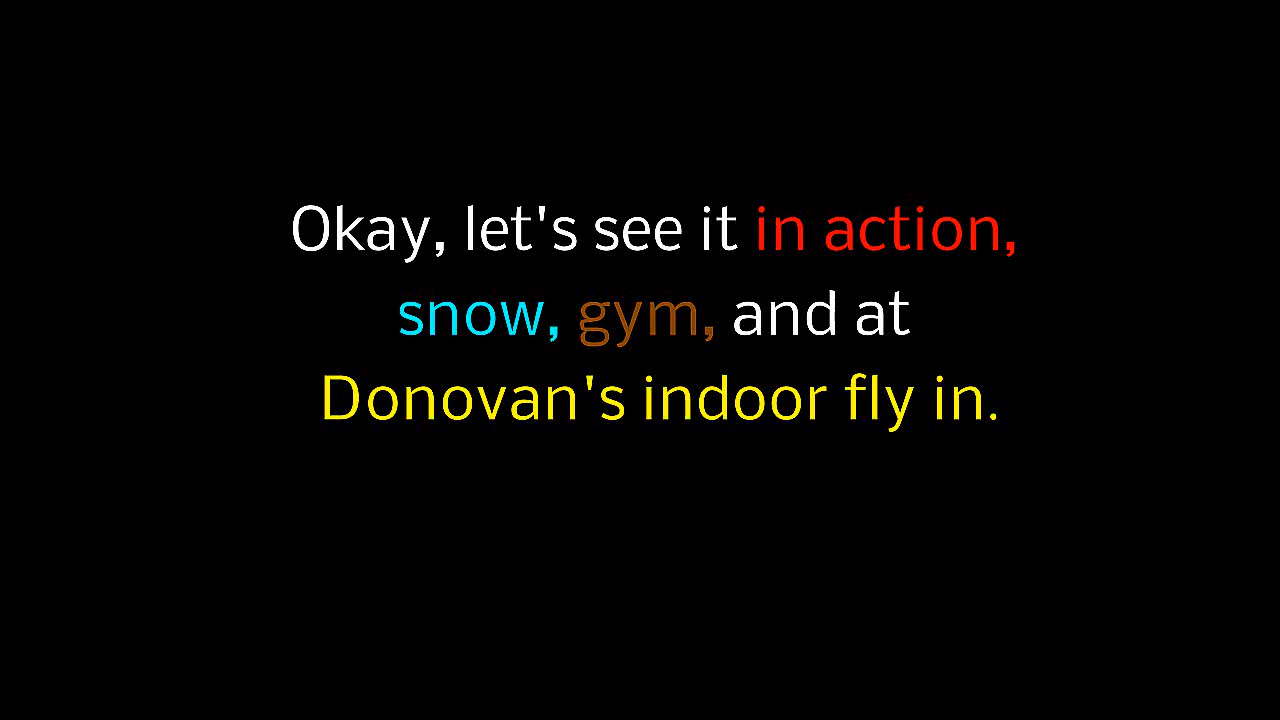 Okay, let's see it in action,
snow, gym, and at
Donovan's indoor fly in.